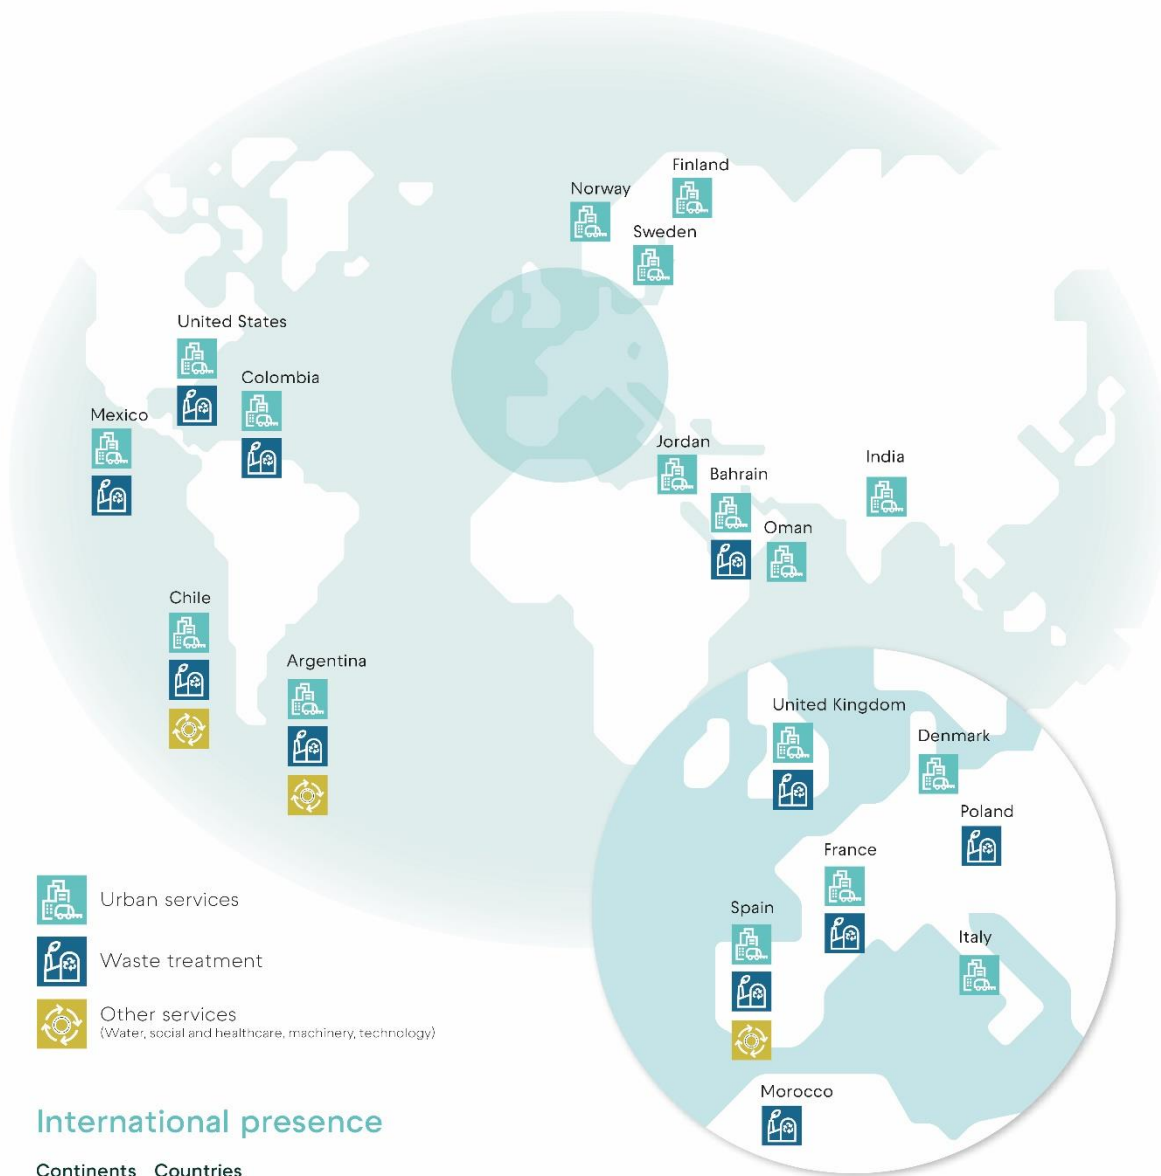 Finland
Norway
Sweden
United States
Colombia
Mexico
Jordan
Bahrain
India
Oman
Chile
Argentina
United Kingdom
Denmark
Poland
France
Spain
Italy
Morocco
Urban services
Waste treatment
Other services
(Water, social and healthcare, machinery, technology)
International presence
Continents Countries